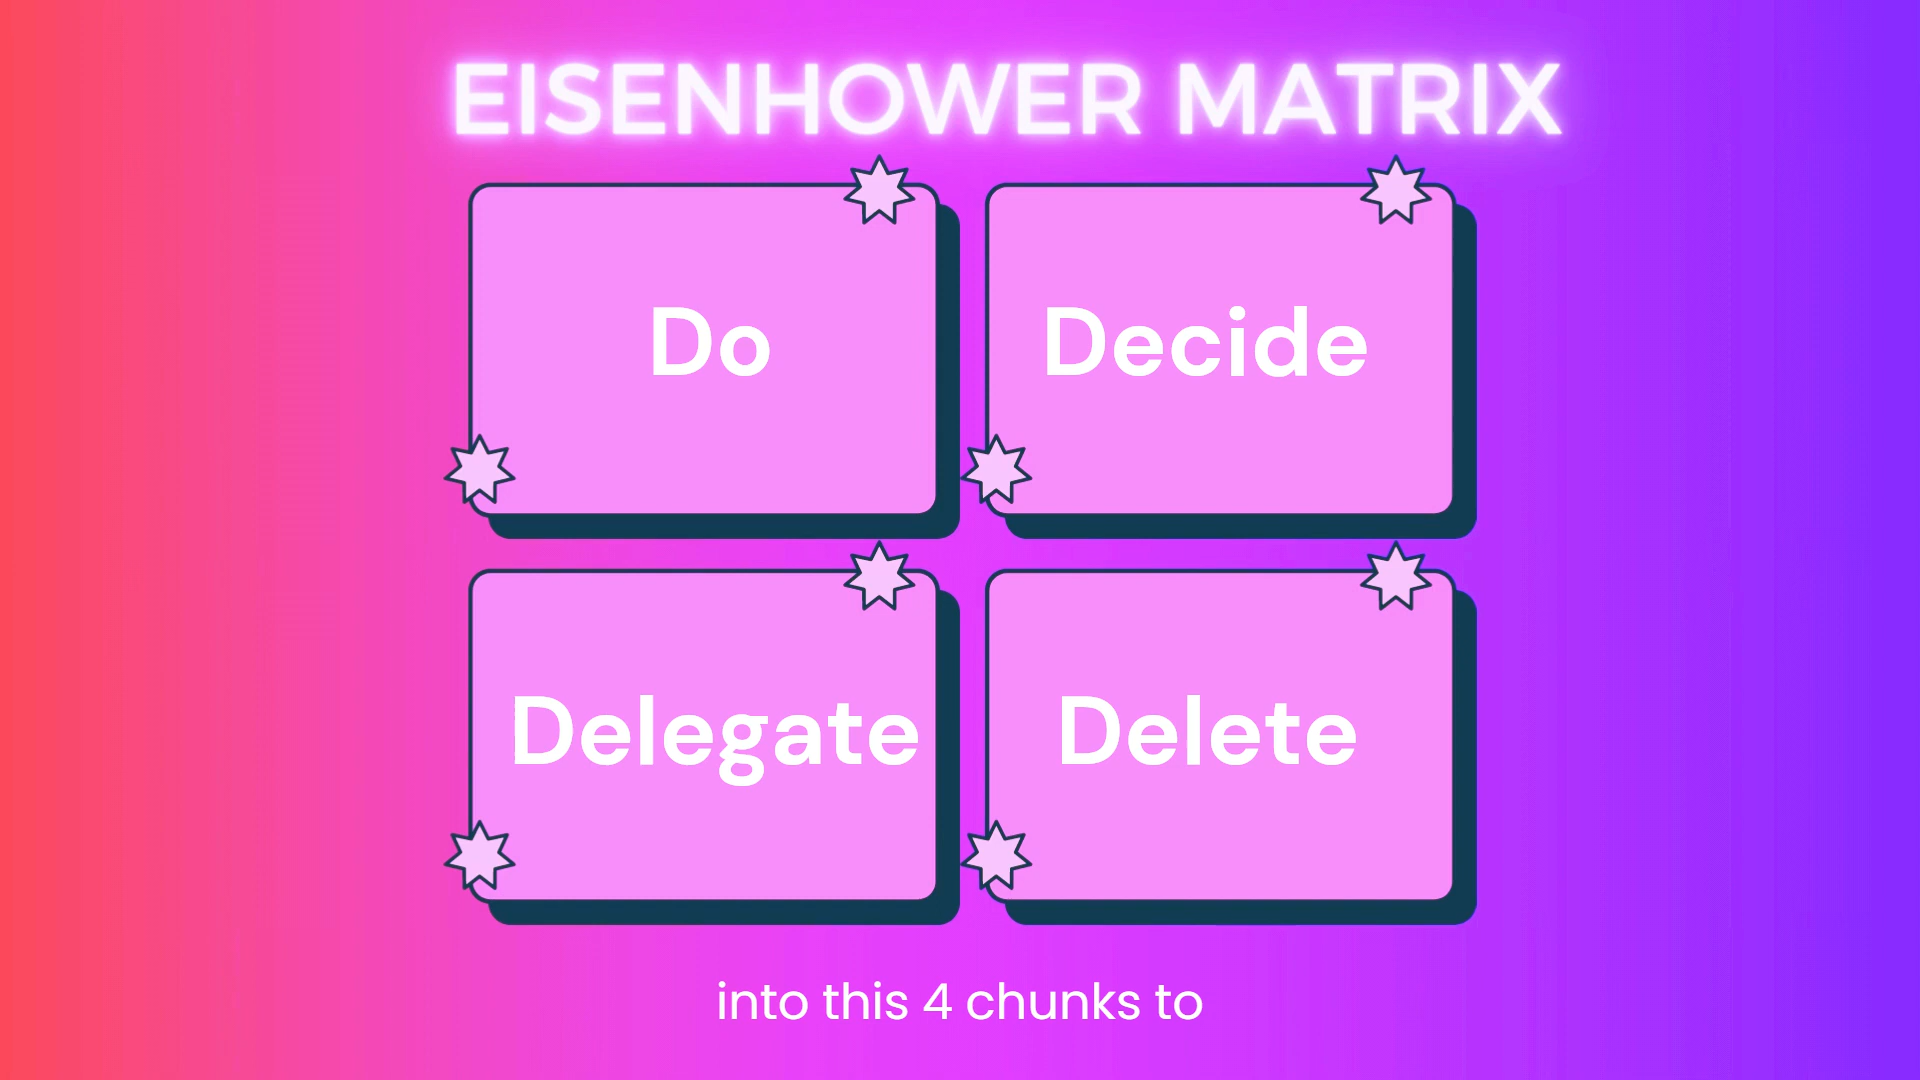 EISENHOWER MATRIX
Do
Decide
Delegate
Delete
into this 4 chunks to